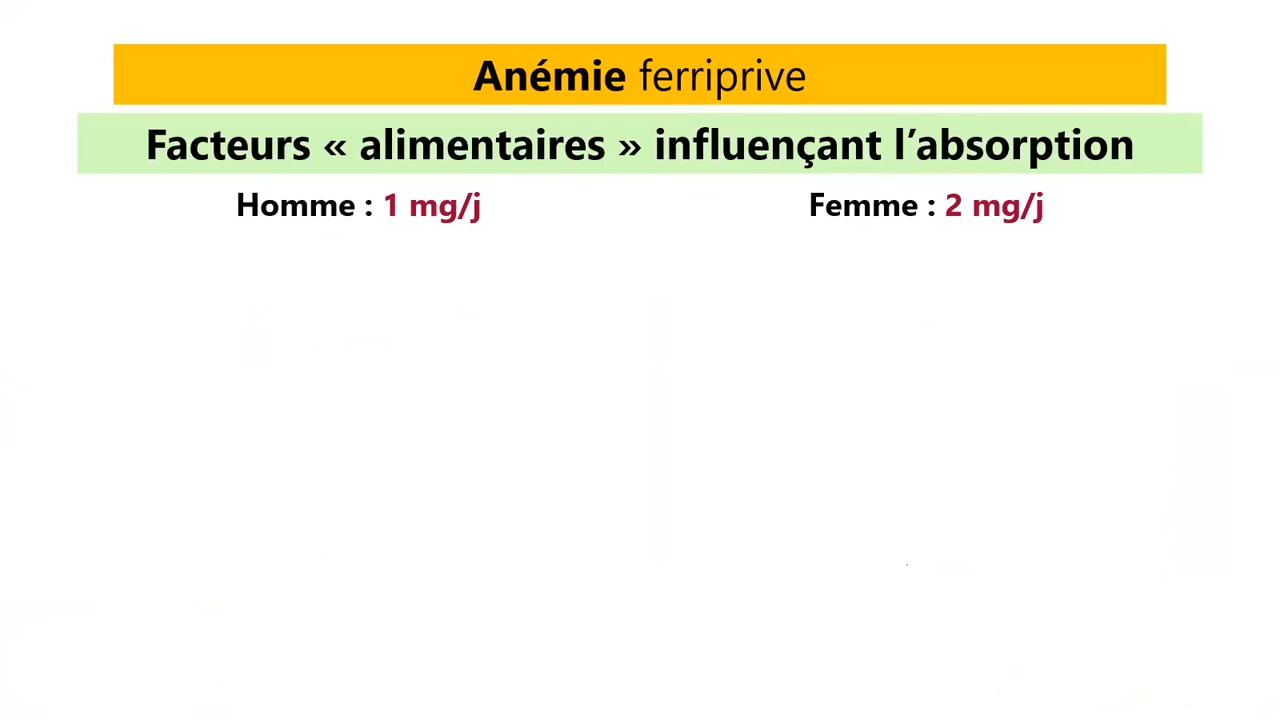 Anémie ferriprive
Facteurs « alimentaires » influençant l’absorption
Homme : 1 mg/j
Femme : 2 mg/j